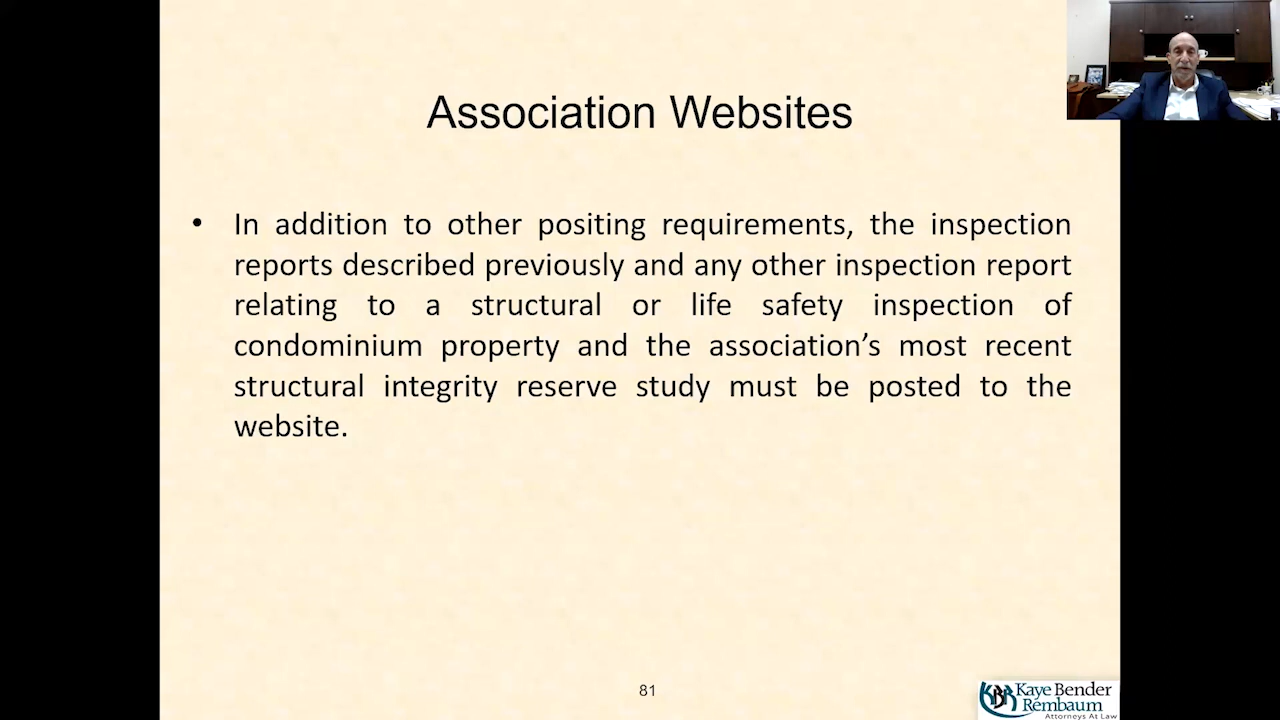 Association Websites
• In addition to other positing requirements, the inspection
reports described previously and any other inspection report
relating to a structural or life safety inspection of
condominium property and the association's most recent
structural integrity reserve study must be posted to the
website.
81
KBR Kaye Bender
Rembaum
Attorneys At Law